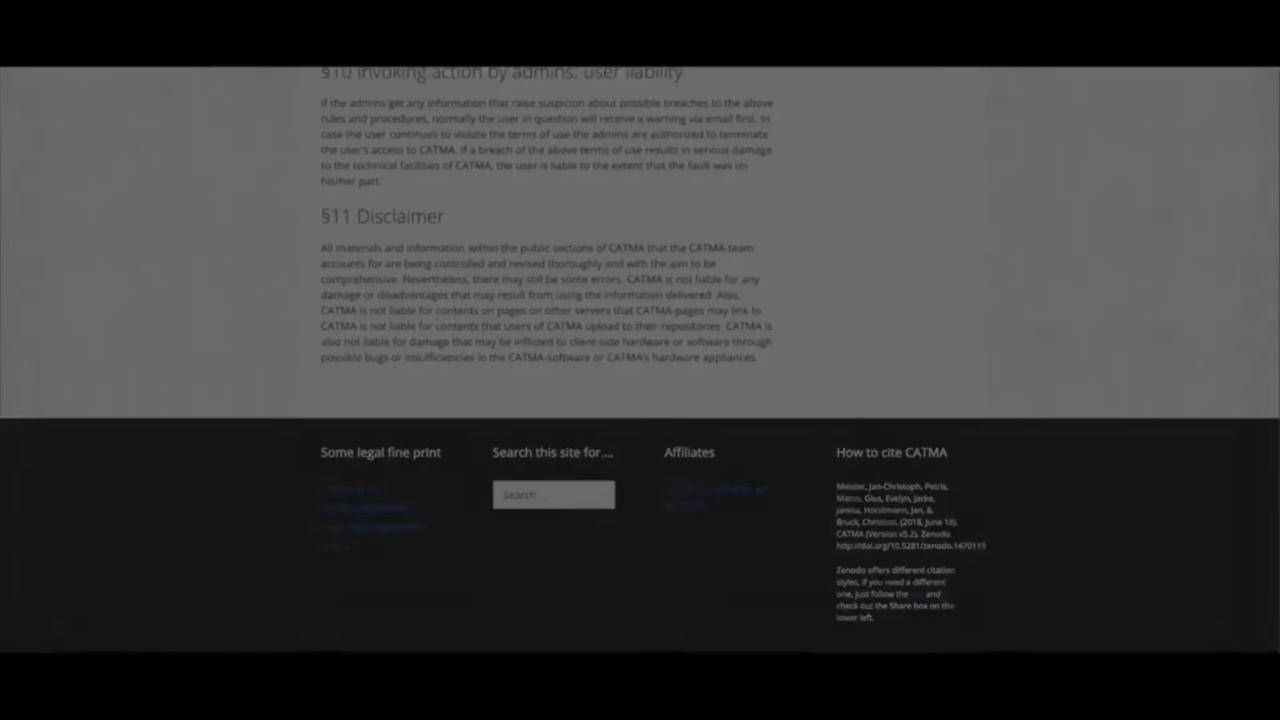 §10 Invoking action by admins; user liability
If the admins get any information that raise suspicion about possible breaches to the above
rules and procedures, normally the user in question will receive a warning via email first. In
case the user continues to violate the terms of use the admins are authorized to terminate
the user's access to CATMA. If a breach of the above terms of use results in serious damage
to the technical facilities of CATMA, the user is liable to the extent that the fault was on
his/her part.
§11 Disclaimer
All materials and information within the public sections of CATMA that the CATMA-team
accounts for are being controlled and revised thoroughly and with the aim to be
comprehensive. Nevertheless, there may still be some errors. CATMA is not liable for any
damage or disadvantages that may result from using the information delivered. Also,
CATMA is not liable for contents on pages on other servers that CATMA-pages may link to
CATMA is not liable for contents that users of CATMA upload to their repositories. CATMA is
also not liable for damage that may be inflicted to client-side hardware or software through
possible bugs or insufficiencies in the CATMA-software or CATMA's hardware appliances.
Some legal fine print
Search this site for....
Search ...
Affiliates
How to cite CATMA
Meister, Jan-Christoph, Petris,
Marco, Gius, Evelyn, Jacke,
Janina, Horstmann, Jan, &
Bruck, Christian. (2018, June 18).
CATMA (Version v5.2). Zenodo.
http://doi.org/10.5281/zenodo.1470119
Zenodo offers different citation
styles, if you need a different
one, just follow the and
check out the Share box on the
lower left.